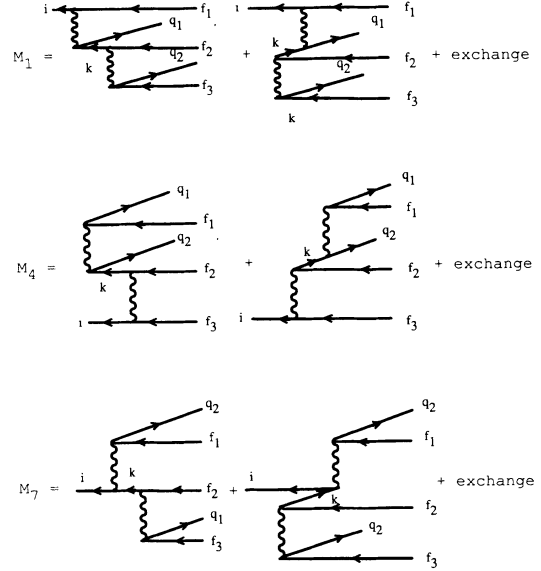 i f₁ i f₁
q₁ q₁
M₁ = k q₂ f₂ + k q₂ f₂ + exchange
f₃ k f₃
q₁ q₁
f₁ f₁
q₂ q₂
M₄ = k f₂ + k f₂ + exchange
ı f₃ i f₃
q₂ q₂
f₁ f₁
M₇ = i k f₂ + i k f₂ + exchange
q₁ q₂
f₃ f₃